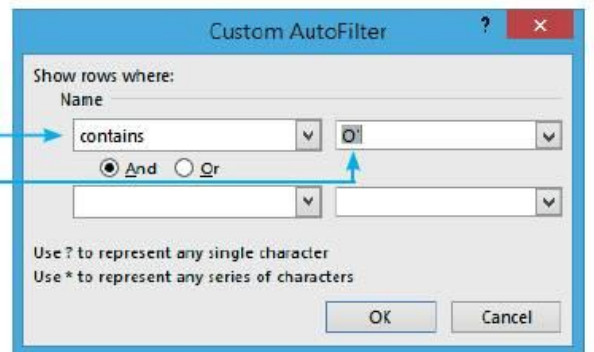 Custom AutoFilter ? ×
Show rows where:
Name
contains O'
And Or
Use ? to represent any single character
Use * to represent any series of characters
OK Cancel